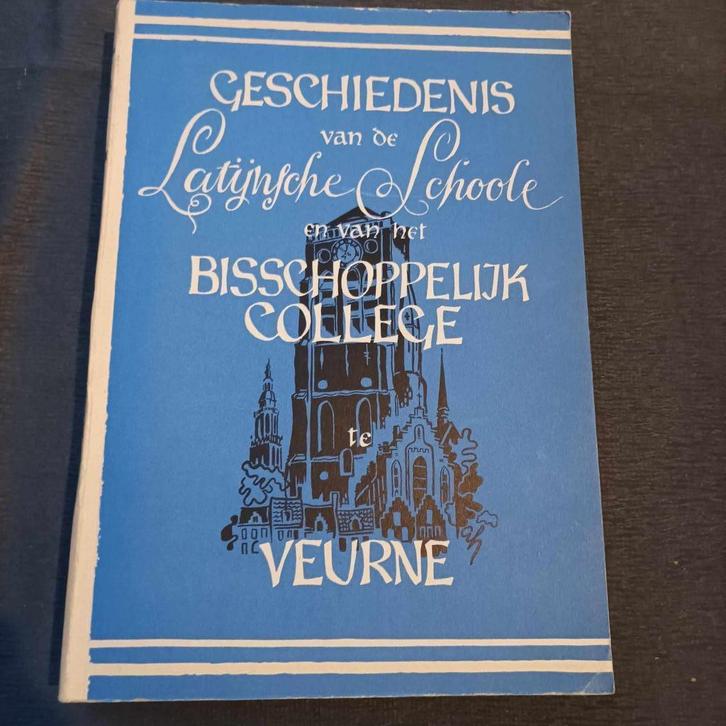 GESCHIEDENIS
van de
Latijnsche Schoole
en van het
BISSCHOPPELIJK
COLLEGE
te
VEURNE